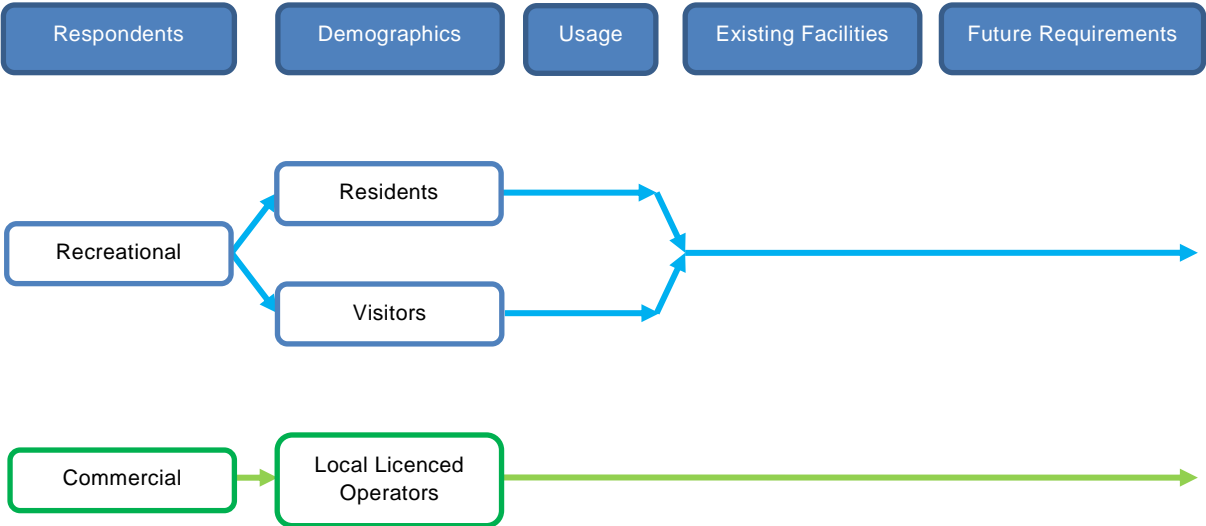 Respondents
Demographics
Usage
Existing Facilities
Future Requirements
Residents
Recreational
Visitors
Commercial
Local Licenced
Operators